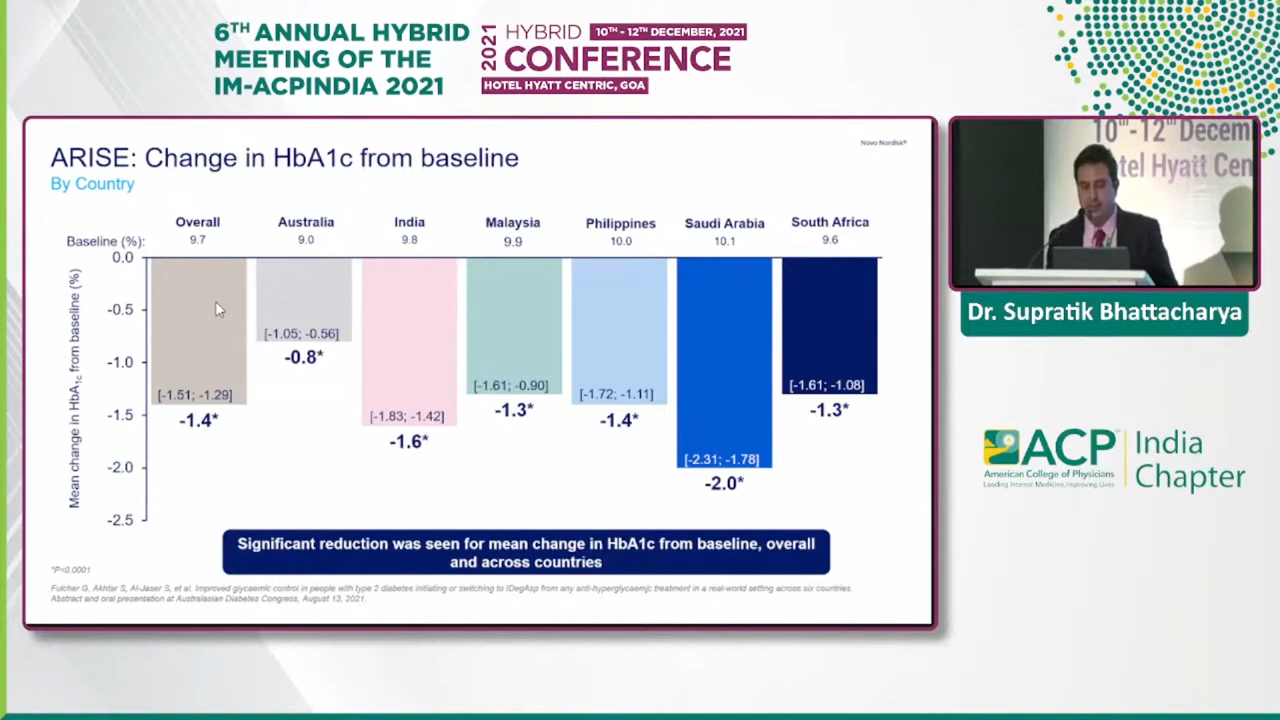 6TH ANNUAL HYBRID
MEETING OF THE
IM-ACPINDIA 2021
2021
HYBRID
10TH - 12TH DECEMBER, 2021
CONFERENCE
HOTEL HYATT CENTRIC, GOA
Novo Nordisk®
ARISE: Change in HbA1c from baseline
By Country
Overall Australia India Malaysia Philippines Saudi Arabia South Africa
Baseline (%): 9.7 9.0 9.8 9.9 10.0 10.1 9.6
Mean change in HbA1c from baseline (%)
0.0
-0.5
-1.0
-1.5
-2.0
-2.5
[-1.51; -1.29]
-1.4*
[-1.05; -0.56]
-0.8*
[-1.83; -1.42]
-1.6*
[-1.61; -0.90]
-1.3*
[-1.72; -1.11]
-1.4*
[-2.31; -1.78]
-2.0*
[-1.61; -1.08]
-1.3*
Significant reduction was seen for mean change in HbA1c from baseline, overall
and across countries
*P<0.0001
Fulcher G, Akhtar S, Al-Jaser S, et al. Improved glycaemic control in people with type 2 diabetes initiating or switching to IDegAsp from any anti-hyperglycaemic treatment in a real-world setting across six countries.
Abstract and oral presentation at Australasian Diabetes Congress, August 13, 2021.
10th -12th Decem
tel Hyatt Cen
Dr. Supratik Bhattacharya
ACP
American College of Physicians
Leading Internal Medicine, Improving Lives
India
Chapter